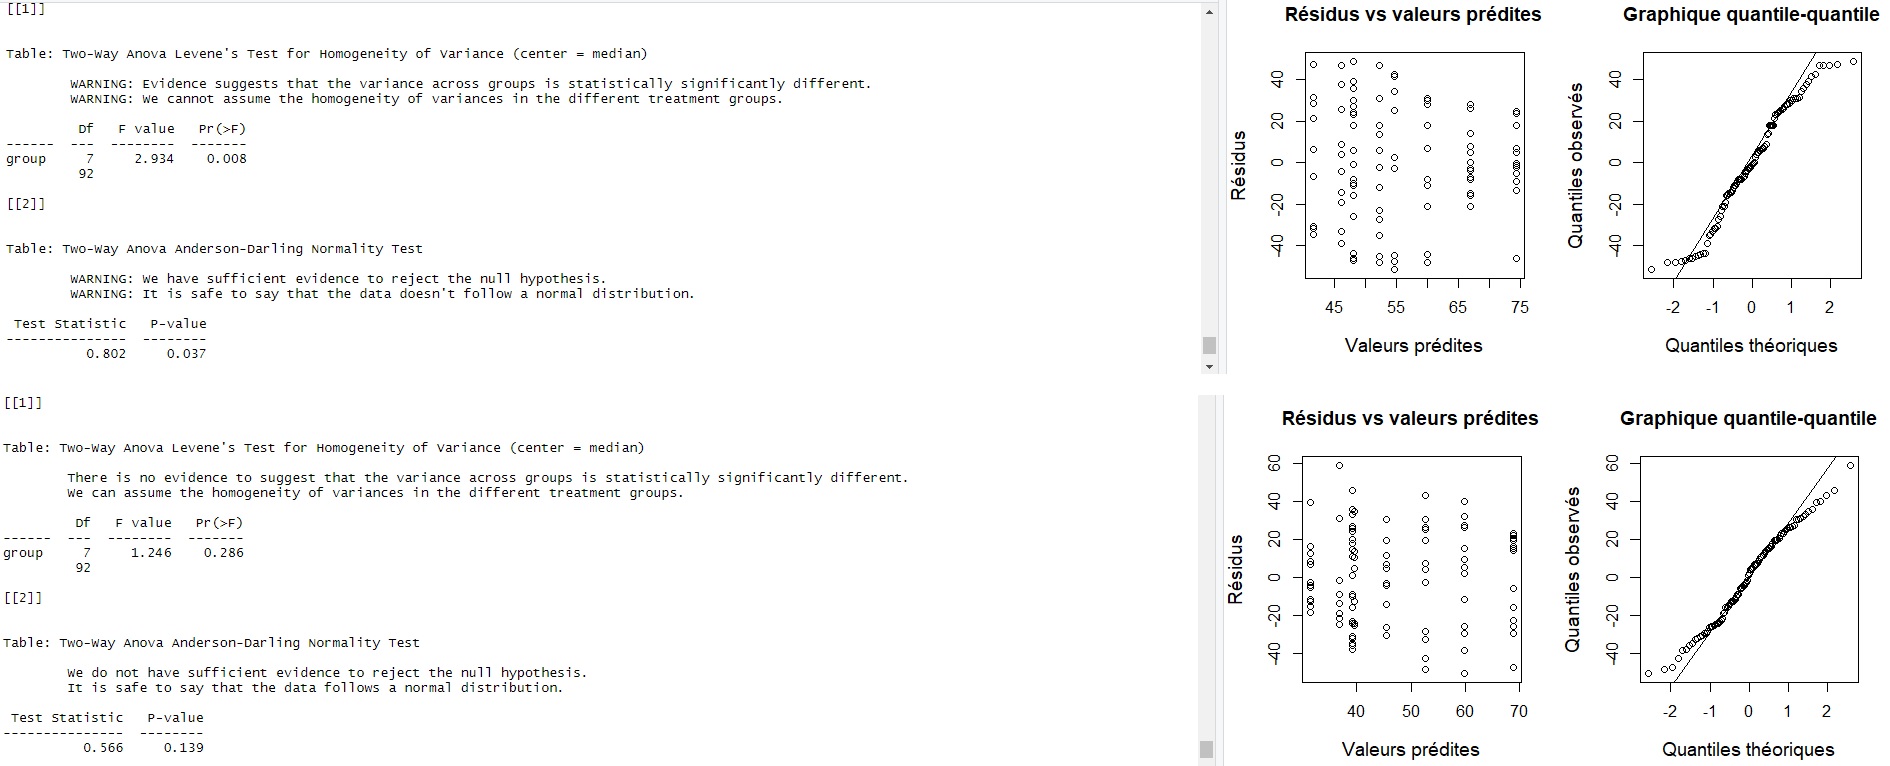 [[1]]
Table: Two-Way Anova Levene's Test for Homogeneity of Variance (center = median)
WARNING: Evidence suggests that the variance across groups is statistically significantly different.
WARNING: We cannot assume the homogeneity of variances in the different treatment groups.
Df F value Pr(>F)
------ --- -------- -------
group 7 2.934 0.008
92
[[2]]
Table: Two-Way Anova Anderson-Darling Normality Test
WARNING: We have sufficient evidence to reject the null hypothesis.
WARNING: It is safe to say that the data doesn't follow a normal distribution.
Test Statistic P-value
--------------- --------
0.802 0.037
Résidus vs valeurs prédites
Résidus
40
20
0
-20
-40
45 55 65 75
Valeurs prédites
Graphique quantile-quantile
Quantiles observés
40
20
0
-20
-40
-2 -1 0 1 2
Quantiles théoriques
[[1]]
Table: Two-Way Anova Levene's Test for Homogeneity of Variance (center = median)
There is no evidence to suggest that the variance across groups is statistically significantly different.
We can assume the homogeneity of variances in the different treatment groups.
Df F value Pr(>F)
------ --- -------- -------
group 7 1.246 0.286
92
[[2]]
Table: Two-Way Anova Anderson-Darling Normality Test
We do not have sufficient evidence to reject the null hypothesis.
It is safe to say that the data follows a normal distribution.
Test Statistic P-value
--------------- --------
0.566 0.139
Résidus vs valeurs prédites
Résidus
60
40
20
0
-20
-40
40 50 60 70
Valeurs prédites
Graphique quantile-quantile
Quantiles observés
60
40
20
0
-20
-40
-2 -1 0 1 2
Quantiles théoriques